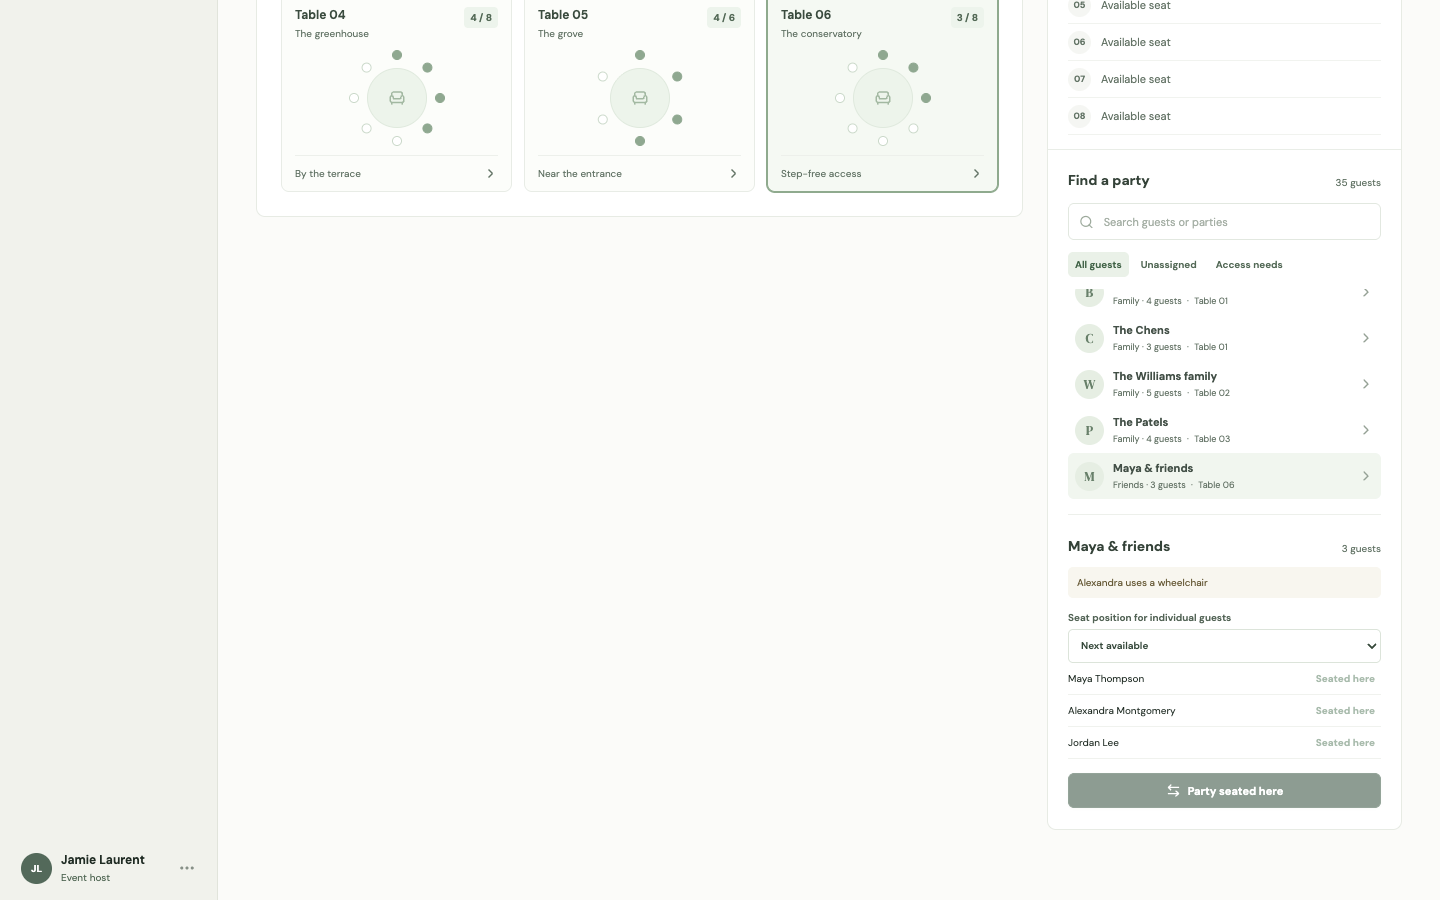 Table 04
4 / 8
The greenhouse
By the terrace
Table 05
4 / 6
The grove
Near the entrance
Table 06
3 / 8
The conservatory
Step-free access
05 Available seat
06 Available seat
07 Available seat
08 Available seat
Find a party
35 guests
Search guests or parties
All guests
Unassigned
Access needs
B
Family · 4 guests · Table 01
C
The Chens
Family · 3 guests · Table 01
W
The Williams family
Family · 5 guests · Table 02
P
The Patels
Family · 4 guests · Table 03
M
Maya & friends
Friends · 3 guests · Table 06
Maya & friends
3 guests
Alexandra uses a wheelchair
Seat position for individual guests
Next available
Maya Thompson
Seated here
Alexandra Montgomery
Seated here
Jordan Lee
Seated here
Party seated here
JL
Jamie Laurent
Event host